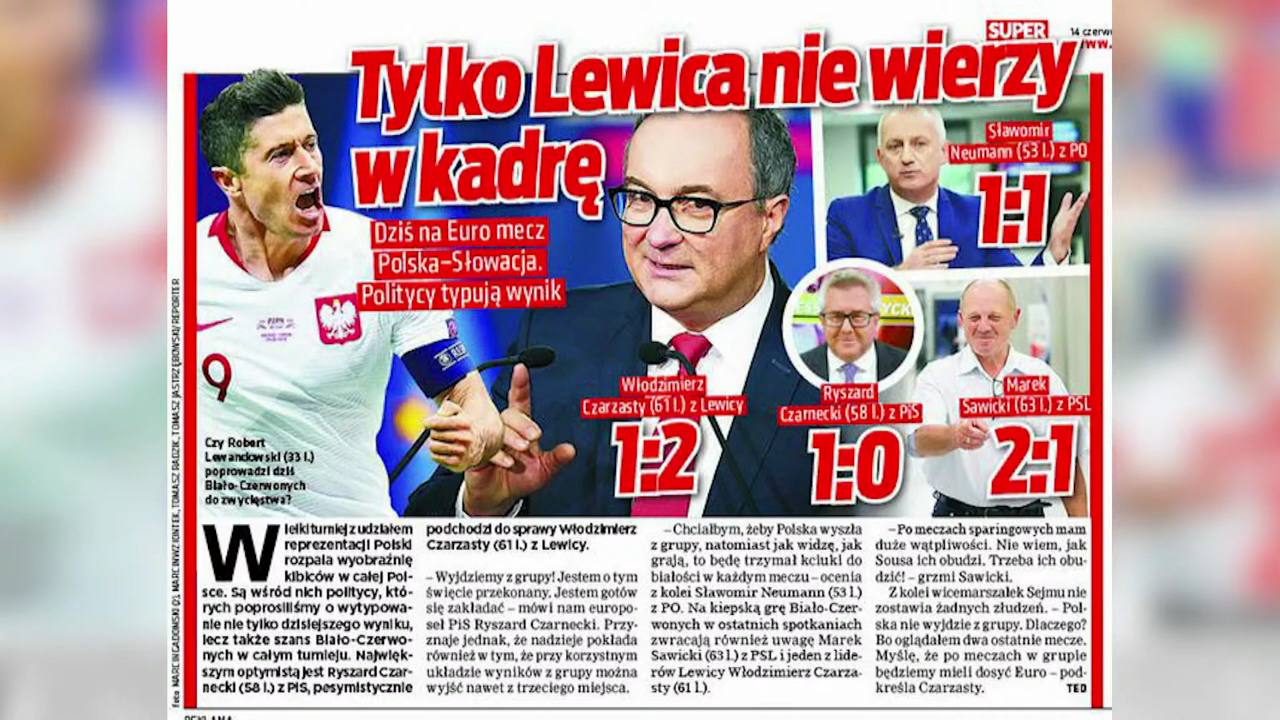 SUPER
14 czerw
www.
Tylko Lewica nie wierzy
w kadrę
Dziś na Euro mecz
Polska–Słowacja.
Politycy typują wynik
Sławomir
Neumann (53 l.) z PO
1:1
Włodzimierz
Czarzasty (61 l.) z Lewicy
1:2
Ryszard
Czarnecki (58 l.) z PiS
1:0
Marek
Sawicki (63 l.) z PSL
2:1
9
Czy Robert
Lewandowski (33 l.)
poprowadzi dziś
Biało-Czerwonych
do zwycięstwa?
Wielki turniej z udziałem
reprezentacji Polski
rozpala wyobraźnię
kibiców w całej Pol-
sce. Są wśród nich politycy, któ-
rych poprosiliśmy o wytypowa-
nie nie tylko dzisiejszego wyniku,
lecz także szans Biało-Czerwo-
nych w całym turnieju. Najwięk-
szym optymistą jest Ryszard Czar-
necki (58 l.) z PiS, pesymistycznie
podchodzi do sprawy Włodzimierz
Czarzasty (61 l.) z Lewicy.
– Wyjdziemy z grupy! Jestem o tym
święcie przekonany. Jestem gotów
się zakładać – mówi nam europo-
seł PiS Ryszard Czarnecki. Przy-
znaje jednak, że nadzieje pokłada
również w tym, że przy korzystnym
układzie wyników z grupy można
wyjść nawet z trzeciego miejsca.
– Chciałbym, żeby Polska wyszła
z grupy, natomiast jak widzę, jak
grają, to będę trzymał kciuki do
białości w każdym meczu – ocenia
z kolei Sławomir Neumann (53 l.)
z PO. Na kiepską grę Biało-Czer-
wonych w ostatnich spotkaniach
zwracają również uwagę Marek
Sawicki (63 l.) z PSL i jeden z lide-
rów Lewicy Włodzimierz Czarza-
sty (61 l.).
– Po meczach sparingowych mam
duże wątpliwości. Nie wiem, jak
Sousa ich obudzi. Trzeba ich obu-
dzić! – grzmi Sawicki.
Z kolei wicemarszałek Sejmu nie
zostawia żadnych złudzeń. – Pol-
ska nie wyjdzie z grupy. Dlaczego?
Bo oglądałem dwa ostatnie mecze.
Myślę, że po meczach w grupie
będziemy mieli dosyć Euro – pod-
kreśla Czarzasty.
TED
REKLAMA